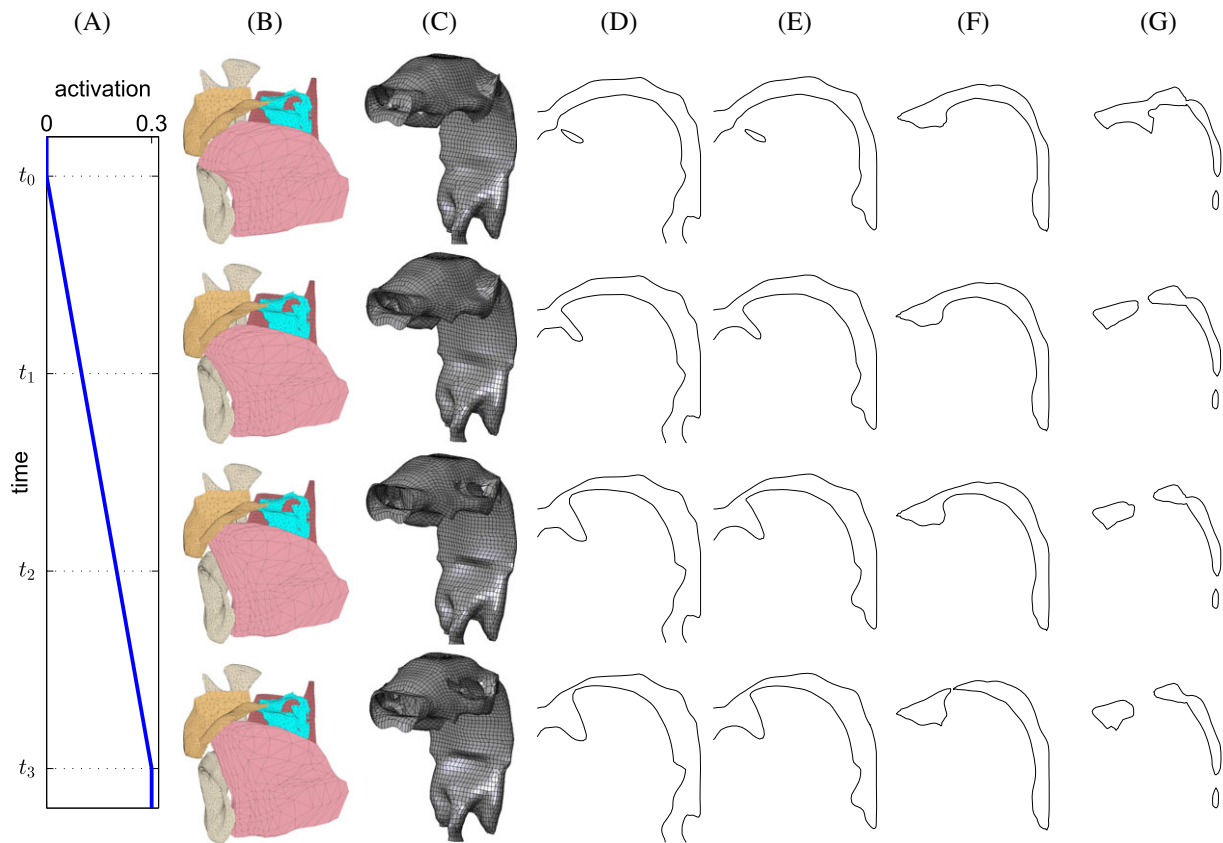 (A) (B) (C) (D) (E) (F) (G)
activation
0 0.3
t₀
t₁
time
t₂
t₃